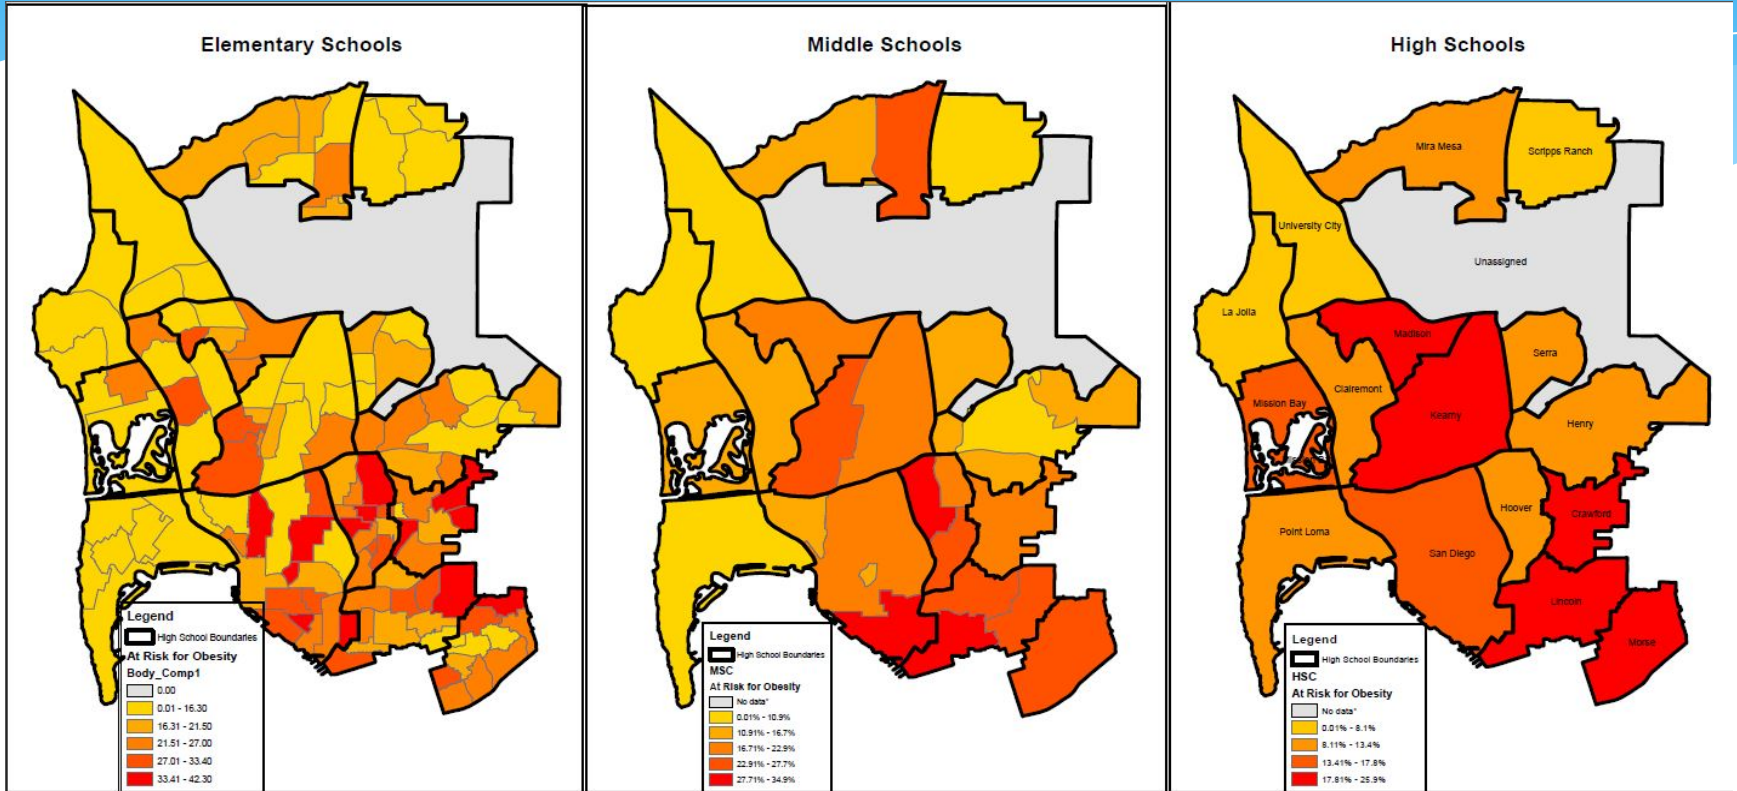 Elementary Schools
Legend
High School Boundaries
At Risk for Obesity
Body_Comp1
0.00
0.01 - 16.30
16.31 - 21.50
21.51 - 27.00
27.01 - 33.40
33.41 - 42.30
Middle Schools
Legend
High School Boundaries
MSC
At Risk for Obesity
No data*
0.01% - 10.9%
10.91% - 16.7%
16.71% - 22.9%
22.91% - 27.7%
27.71% - 34.9%
High Schools
Mira Mesa
Scripps Ranch
University City
Unassigned
La Jolla
Madison
Serra
Clairemont
Mission Bay
Kearny
Henry
Hoover
Crawford
Point Loma
San Diego
Lincoln
Morse
Legend
High School Boundaries
HSC
At Risk for Obesity
No data*
0.01% - 8.1%
8.11% - 13.4%
13.41% - 17.8%
17.81% - 25.9%